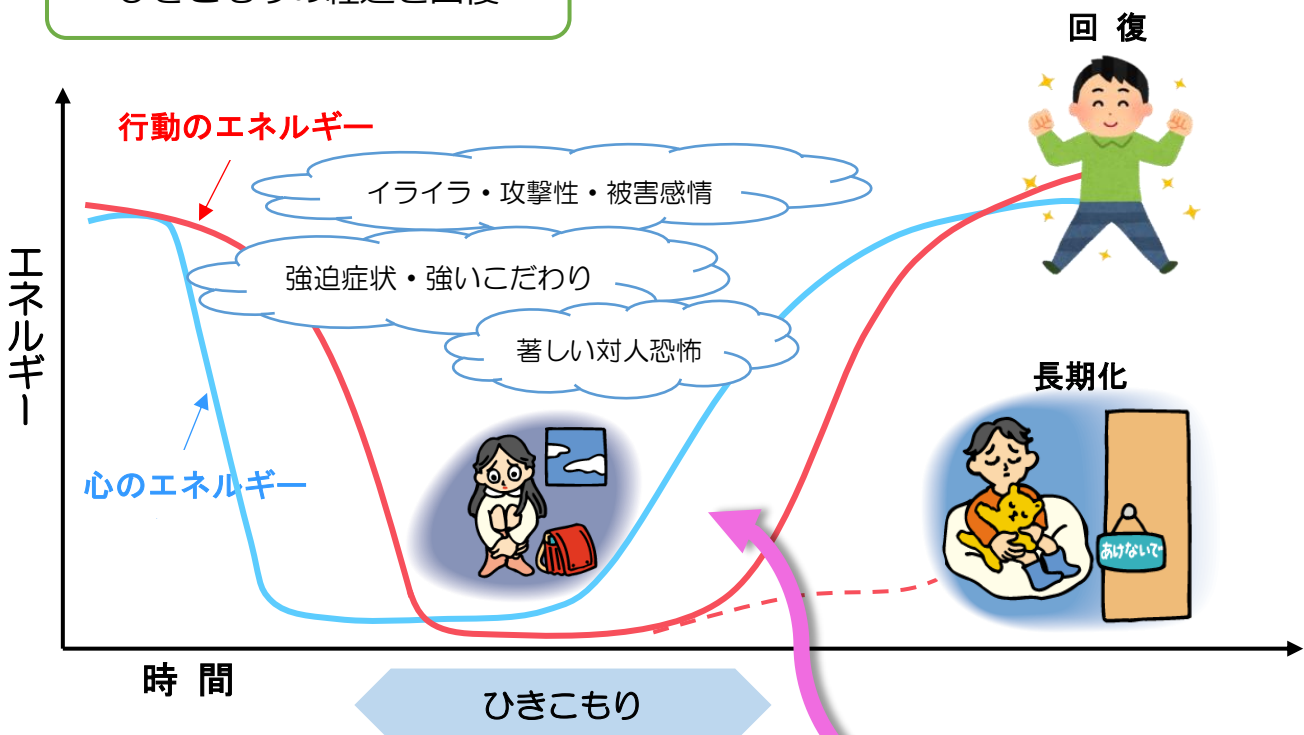 回 復
行動のエネルギー
イライラ・攻撃性・被害感情
強迫症状・強いこだわり
著しい対人恐怖
エネルギー
心のエネルギー
長期化
あけないで
時 間
ひきこもり